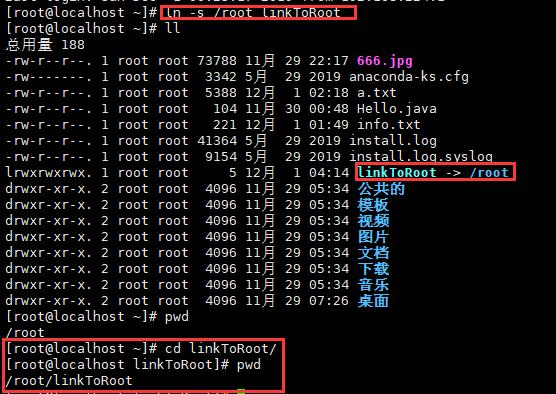 [root@localhost ~]# ln -s /root linkToRoot
[root@localhost ~]# ll
总用量 188
-rw-r--r--. 1 root root 73788 11月 29 22:17 666.jpg
-rw-------. 1 root root 3342 5月 29 2019 anaconda-ks.cfg
-rw-r--r--. 1 root root 5388 12月 1 02:18 a.txt
-rw-r--r--. 1 root root 104 11月 30 00:48 Hello.java
-rw-r--r--. 1 root root 221 12月 1 01:49 info.txt
-rw-r--r--. 1 root root 41364 5月 29 2019 install.log
-rw-r--r--. 1 root root 9154 5月 29 2019 install.log.syslog
lrwxrwxrwx. 1 root root 5 12月 1 04:14 linkToRoot -> /root
drwxr-xr-x. 2 root root 4096 11月 29 05:34 公共的
drwxr-xr-x. 2 root root 4096 11月 29 05:34 模板
drwxr-xr-x. 2 root root 4096 11月 29 05:34 视频
drwxr-xr-x. 2 root root 4096 11月 29 05:34 图片
drwxr-xr-x. 2 root root 4096 11月 29 05:34 文档
drwxr-xr-x. 2 root root 4096 11月 29 05:34 下载
drwxr-xr-x. 2 root root 4096 11月 29 05:34 音乐
drwxr-xr-x. 2 root root 4096 11月 29 07:26 桌面
[root@localhost ~]# pwd
/root
[root@localhost ~]# cd linkToRoot/
[root@localhost linkToRoot]# pwd
/root/linkToRoot